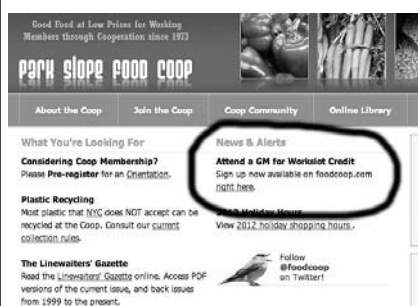 Good Food at Low Prices for Working
Members through Cooperation since 1973
PARK SLOPE FOOD COOP
About the Coop
Join the Coop
Coop Community
Online Library
What You're Looking For
Considering Coop Membership?
Please Pre-register for an Orientation.
Plastic Recycling
Most plastic that NYC does NOT accept can be
recycled at the Coop. Consult our current
collection rules.
The Linewaiters' Gazette
Read the Linewaiters' Gazette online. Access PDF
versions of the current issue, and back issues
from 1999 to the present.
News & Alerts
Attend a GM for Workslot Credit
Sign up now available on foodcoop.com
right here.
2012 Holiday Hours
View 2012 holiday shopping hours.
Follow
@foodcoop
on Twitter!